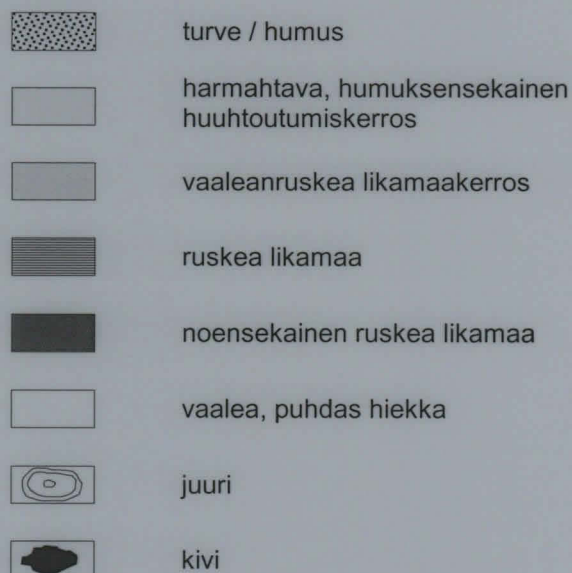 turve / humus
harmahtava, humuksensekainen
huuhtoutumiskerros
vaaleanruskea likamaakerros
ruskea likamaa
noensekainen ruskea likamaa
vaalea, puhdas hiekka
juuri
kivi